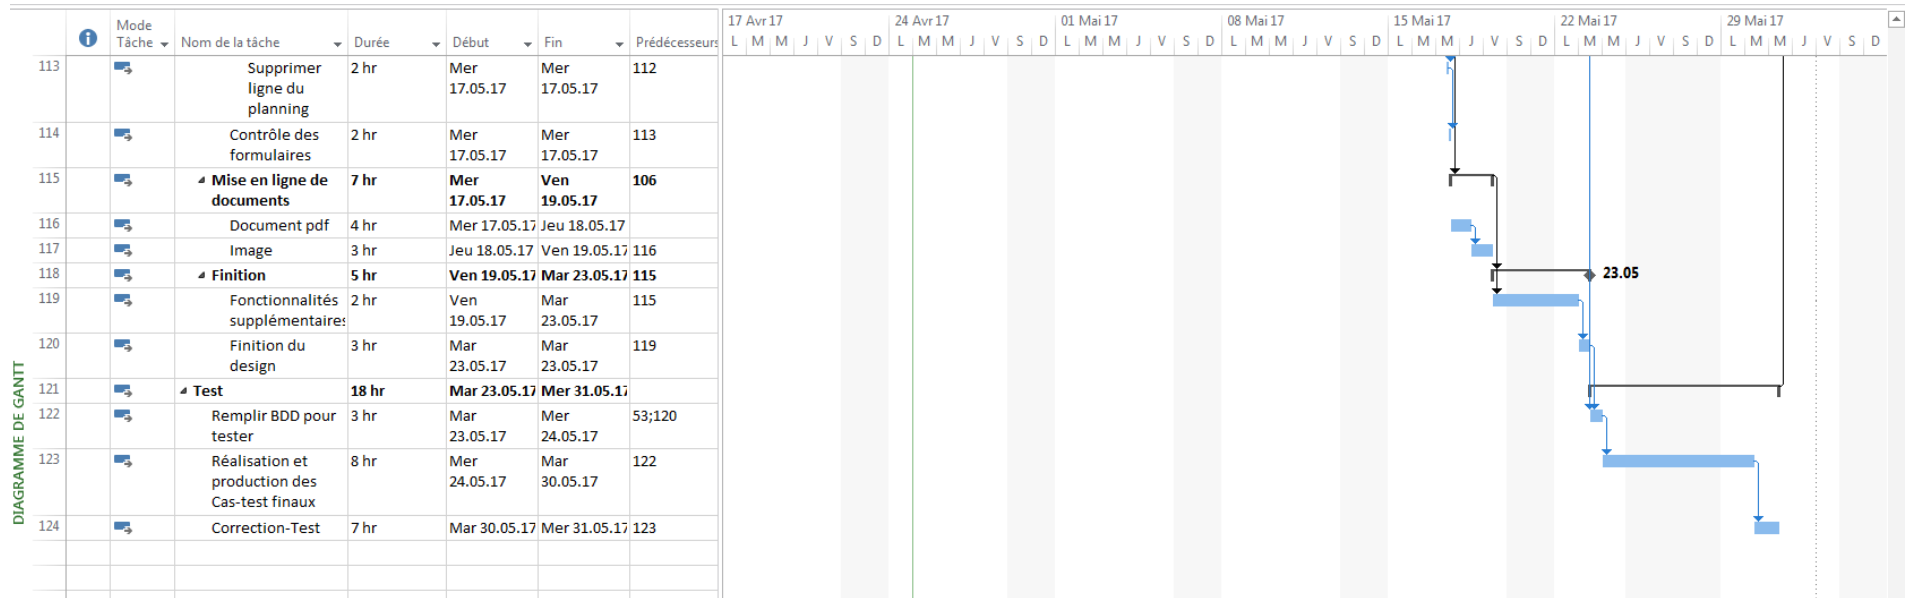 17 Avr 17 24 Avr 17 01 Mai 17 08 Mai 17 15 Mai 17 22 Mai 17 29 Mai 17
Mode
Tâche Nom de la tâche Durée Début Fin Prédécesseurs L M M J V S D L M M J V S D L M M J V S D L M M J V S D L M M J V S D L M M J V S D L M M J V S D
113 Supprimer 2 hr Mer Mer 112
ligne du 17.05.17 17.05.17
planning
114 Contrôle des 2 hr Mer Mer 113
formulaires 17.05.17 17.05.17
115 Mise en ligne de 7 hr Mer Ven 106
documents 17.05.17 19.05.17
116 Document pdf 4 hr Mer 17.05.17 Jeu 18.05.17
117 Image 3 hr Jeu 18.05.17 Ven 19.05.17 116
118 Finition 5 hr Ven 19.05.17 Mar 23.05.17 115 23.05
119 Fonctionnalités 2 hr Ven Mar 115
supplémentaires 19.05.17 23.05.17
120 Finition du 3 hr Mar Mar 119
design 23.05.17 23.05.17
121 Test 18 hr Mar 23.05.17 Mer 31.05.17
122 Remplir BDD pour 3 hr Mar Mer 53;120
tester 23.05.17 24.05.17
123 Réalisation et 8 hr Mer Mar 122
production des 24.05.17 30.05.17
Cas-test finaux
124 Correction-Test 7 hr Mar 30.05.17 Mer 31.05.17 123
DIAGRAMME DE GANTT